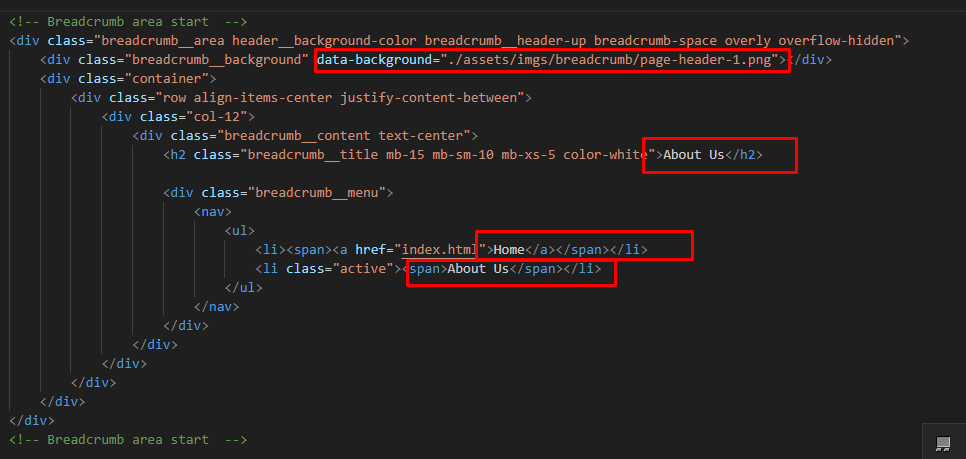 <!-- Breadcrumb area start  -->
<div class="breadcrumb__area header__background-color breadcrumb__header-up breadcrumb-space overly overflow-hidden">
    <div class="breadcrumb__background" data-background="./assets/imgs/breadcrumb/page-header-1.png"></div>
    <div class="container">
        <div class="row align-items-center justify-content-between">
            <div class="col-12">
                <div class="breadcrumb__content text-center">
                    <h2 class="breadcrumb__title mb-15 mb-sm-10 mb-xs-5 color-white">About Us</h2>
                    <div class="breadcrumb__menu">
                        <nav>
                            <ul>
                                <li><span><a href="index.html">Home</a></span></li>
                                <li class="active"><span>About Us</span></li>
                            </ul>
                        </nav>
                    </div>
                </div>
            </div>
        </div>
    </div>
</div>
<!-- Breadcrumb area start  -->